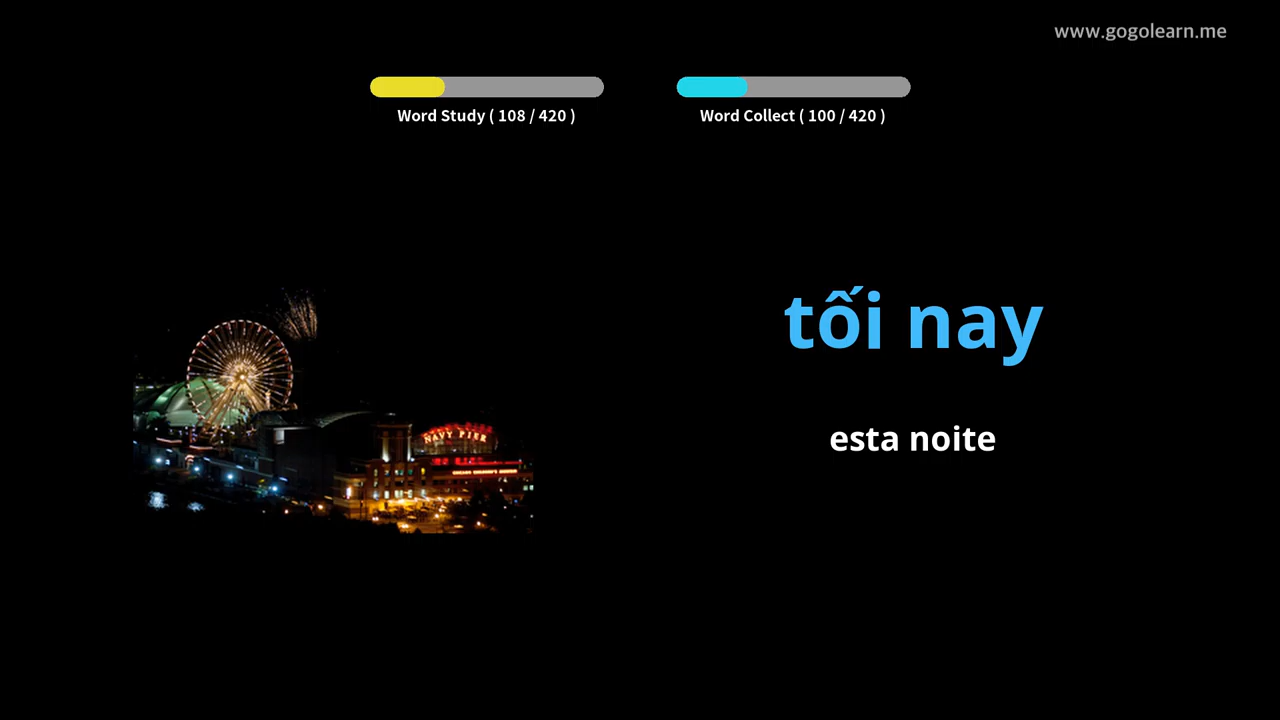 www.gogolearn.me
Word Study ( 108 / 420 )
Word Collect ( 100 / 420 )
tối nay
NAVY PIER
esta noite